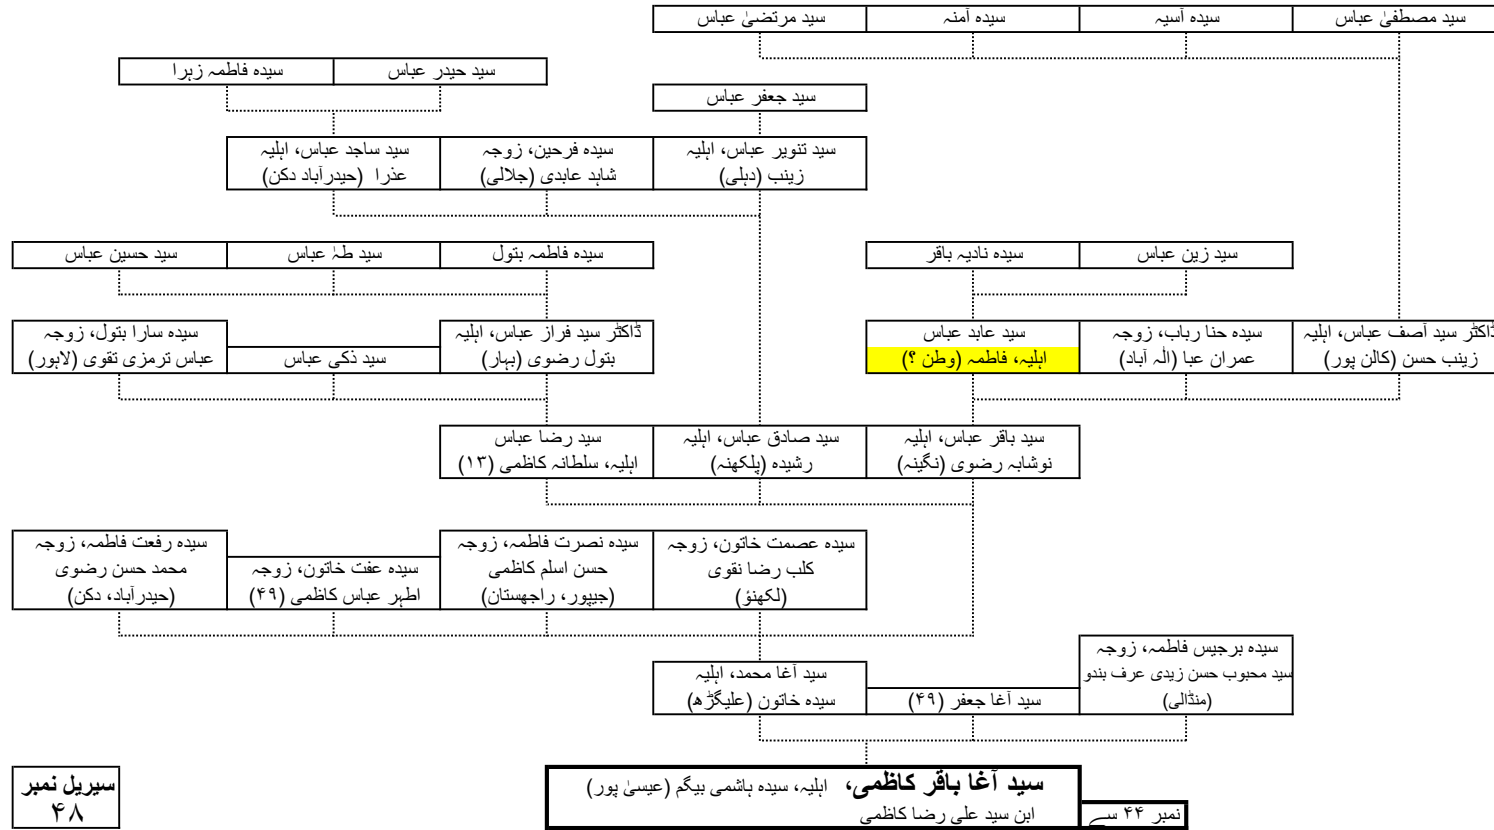 سید مصطفیٰ عباس
سیدہ آسیہ
سیدہ آمنہ
سید مرتضیٰ عباس
سید حیدر عباس
سیدہ فاطمہ زہرا
سید جعفر عباس
سید تنویر عباس، اہلیہ
زینب (دہلی)
سیدہ فرحین، زوجہ
شاہد عابدی (جلالی)
سید ساجد عباس، اہلیہ
عذرا (حیدرآباد دکن)
سید زین عباس
سیدہ نادیہ باقر
سیدہ فاطمہ بتول
سید طہٰ عباس
سید حسین عباس
ڈاکٹر سید آصف عباس، اہلیہ
زینب حسن (کالن پور)
سیدہ حنا رباب، زوجہ
عمران عبا (الٰہ آباد)
سید عابد عباس
اہلیہ، فاطمہ (وطن ؟)
ڈاکٹر سید فراز عباس، اہلیہ
بتول رضوی (بہار)
سید ذکی عباس
سیدہ سارا بتول، زوجہ
عباس ترمزی تقوی (لاہور)
سید باقر عباس، اہلیہ
نوشابہ رضوی (نگینہ)
سید صادق عباس، اہلیہ
رشیدہ (پلکھنہ)
سید رضا عباس
اہلیہ، سلطانہ کاظمی (۱۳)
سیدہ عصمت خاتون، زوجہ
کلب رضا نقوی
(لکھنؤ)
سیدہ نصرت فاطمہ، زوجہ
حسن اسلم کاظمی
(جیپور، راجھستان)
سیدہ عفت خاتون، زوجہ
اطہر عباس کاظمی (۴۹)
سیدہ رفعت فاطمہ، زوجہ
محمد حسن رضوی
(حیدرآباد، دکن)
سیدہ برجیس فاطمہ، زوجہ
سید محبوب حسن زیدی عرف بندو
(منڈالی)
سید آغا جعفر (۴۹)
سید آغا محمد، اہلیہ
سیدہ خاتون (علیگڑھ)
نمبر ۴۴ سے
سید آغا باقر کاظمی، اہلیہ، سیدہ ہاشمی بیگم (عیسیٰ پور)
ابن سید علی رضا کاظمی
سیریل نمبر
۴۸